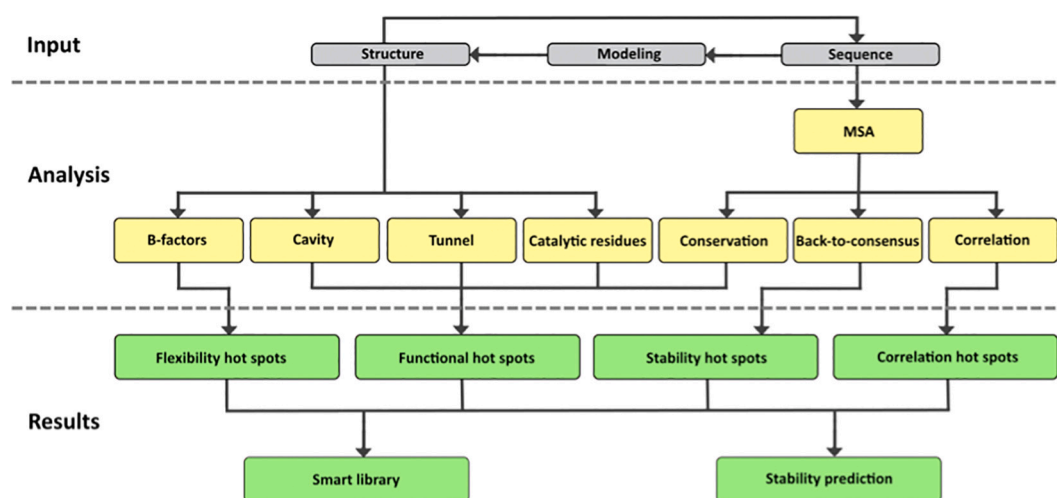 Input
Structure
Modeling
Sequence
MSA
Analysis
B-factors
Cavity
Tunnel
Catalytic residues
Conservation
Back-to-consensus
Correlation
Flexibility hot spots
Functional hot spots
Stability hot spots
Correlation hot spots
Results
Smart library
Stability prediction